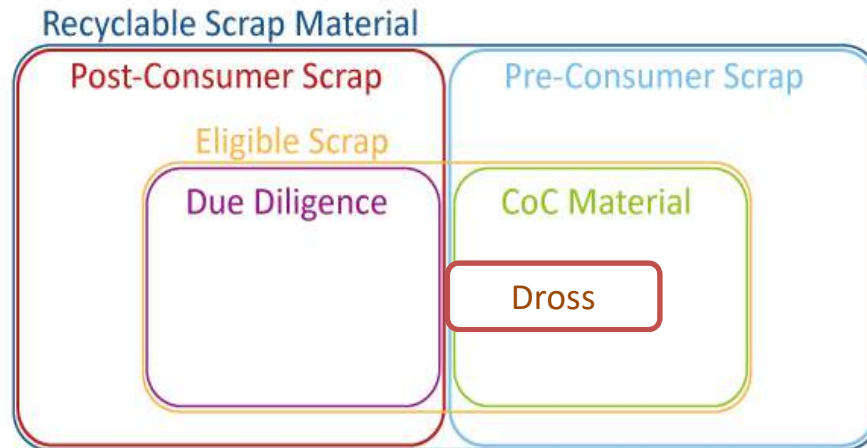 Recyclable Scrap Material
Post-Consumer Scrap
Pre-Consumer Scrap
Eligible Scrap
Due Diligence
CoC Material
Dross